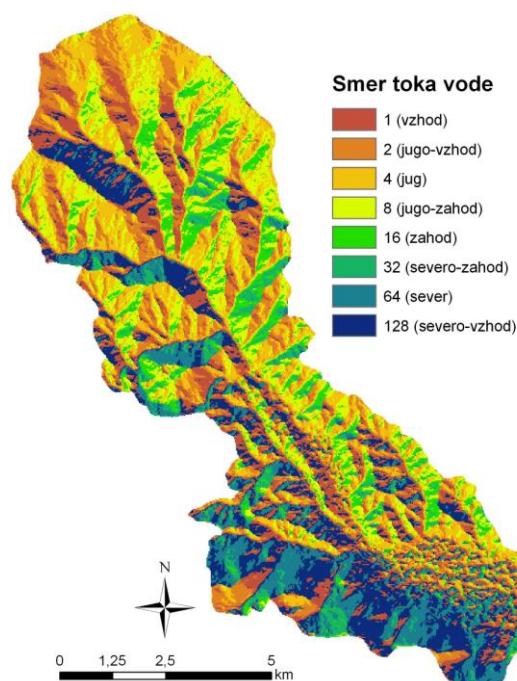 Smer toka vode
1 (vzhod)
2 (jugo-vzhod)
4 (jug)
8 (jugo-zahod)
16 (zahod)
32 (severo-zahod)
64 (sever)
128 (severo-vzhod)
N
0 1,25 2,5 5
km